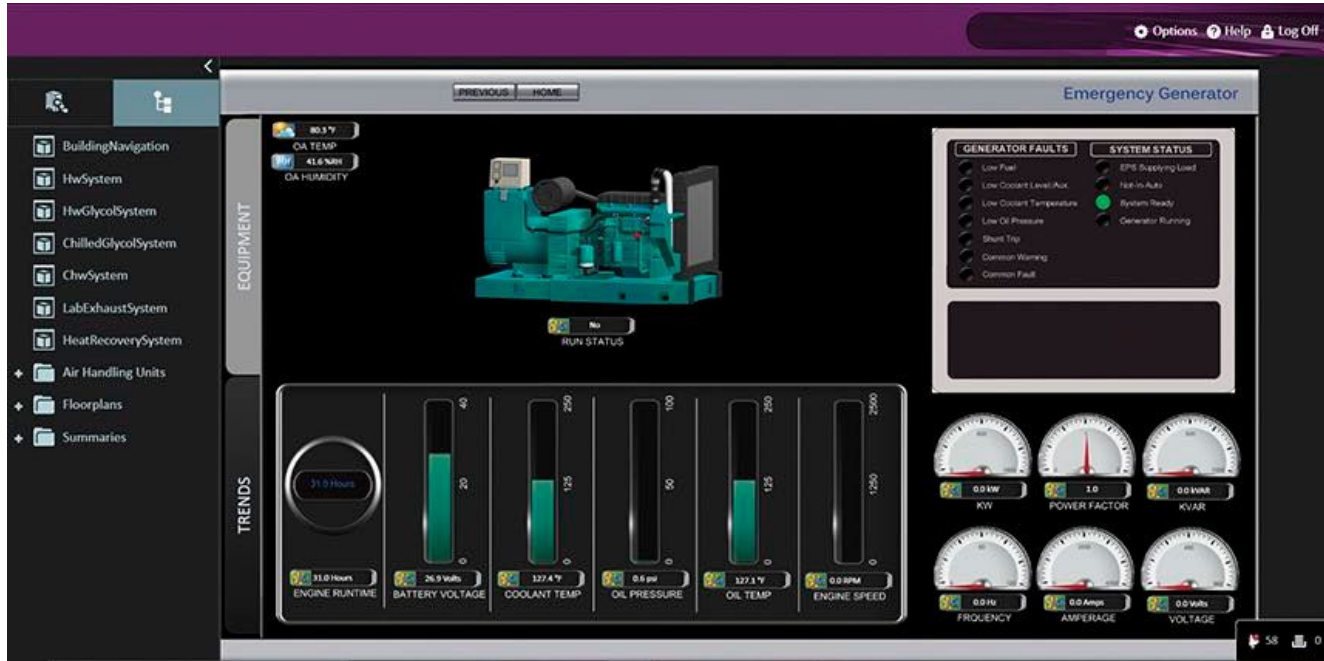 Options Help Log Off
PREVIOUS HOME
Emergency Generator
BuildingNavigation
HwSystem
HwGlycolSystem
ChilledGlycolSystem
ChwSystem
LabExhaustSystem
HeatRecoverySystem
Air Handling Units
Floorplans
Summaries
EQUIPMENT
TRENDS
80.3 °F
OA TEMP
41.6 %RH
OA HUMIDITY
No
RUN STATUS
GENERATOR FAULTS
Low Fuel
Low Coolant Level/Aux.
Low Coolant Temperature
Low Oil Pressure
Shunt Trip
Common Warning
Common Fault
SYSTEM STATUS
EPS Supplying Load
Not-In-Auto
System Ready
Generator Running
31.0 Hours
31.0 Hours
ENGINE RUNTIME
40
20
0
26.9 Volts
BATTERY VOLTAGE
250
125
0
127.4 °F
COOLANT TEMP
100
50
0
0.6 psi
OIL PRESSURE
250
125
0
127.1 °F
OIL TEMP
2500
1250
0
0.0 RPM
ENGINE SPEED
0.0 kW
KW
1.0
POWER FACTOR
0.0 kVAR
KVAR
0.0 Hz
FRQUENCY
0.0 Amps
AMPERAGE
0.0 Volts
VOLTAGE
58 0